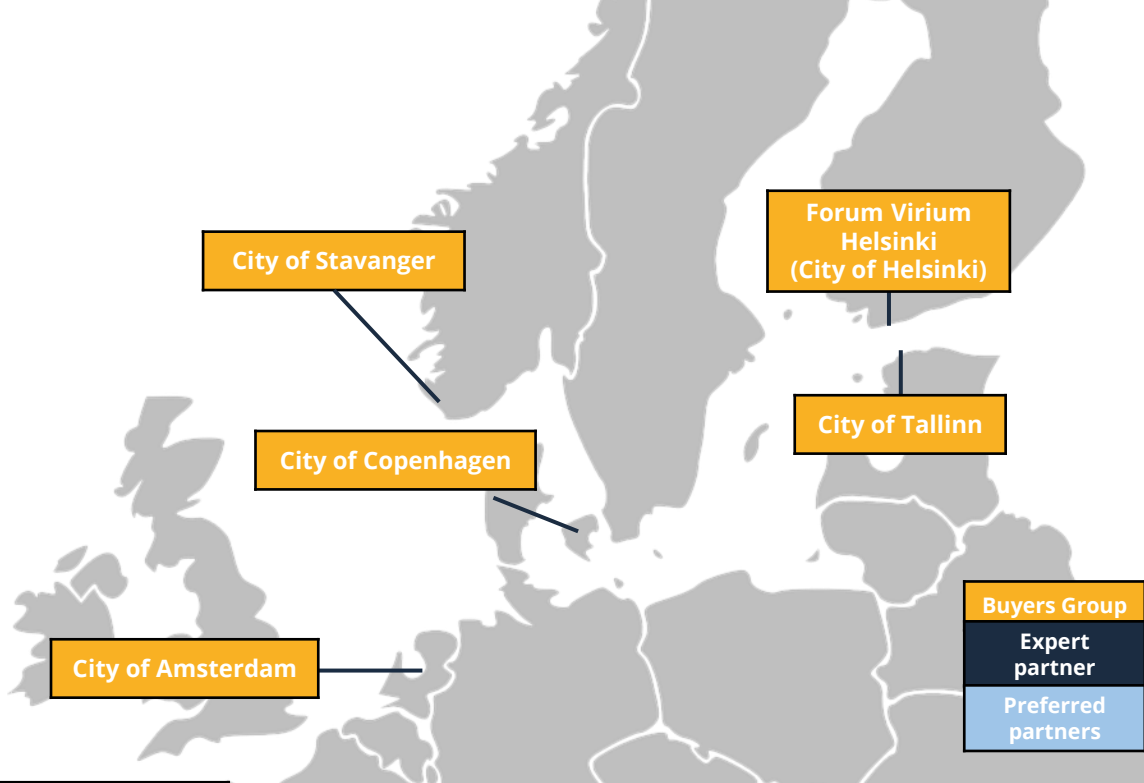 Forum Virium
Helsinki
(City of Helsinki)
City of Stavanger
City of Tallinn
City of Copenhagen
Buyers Group
Expert
partner
Preferred
partners
City of Amsterdam